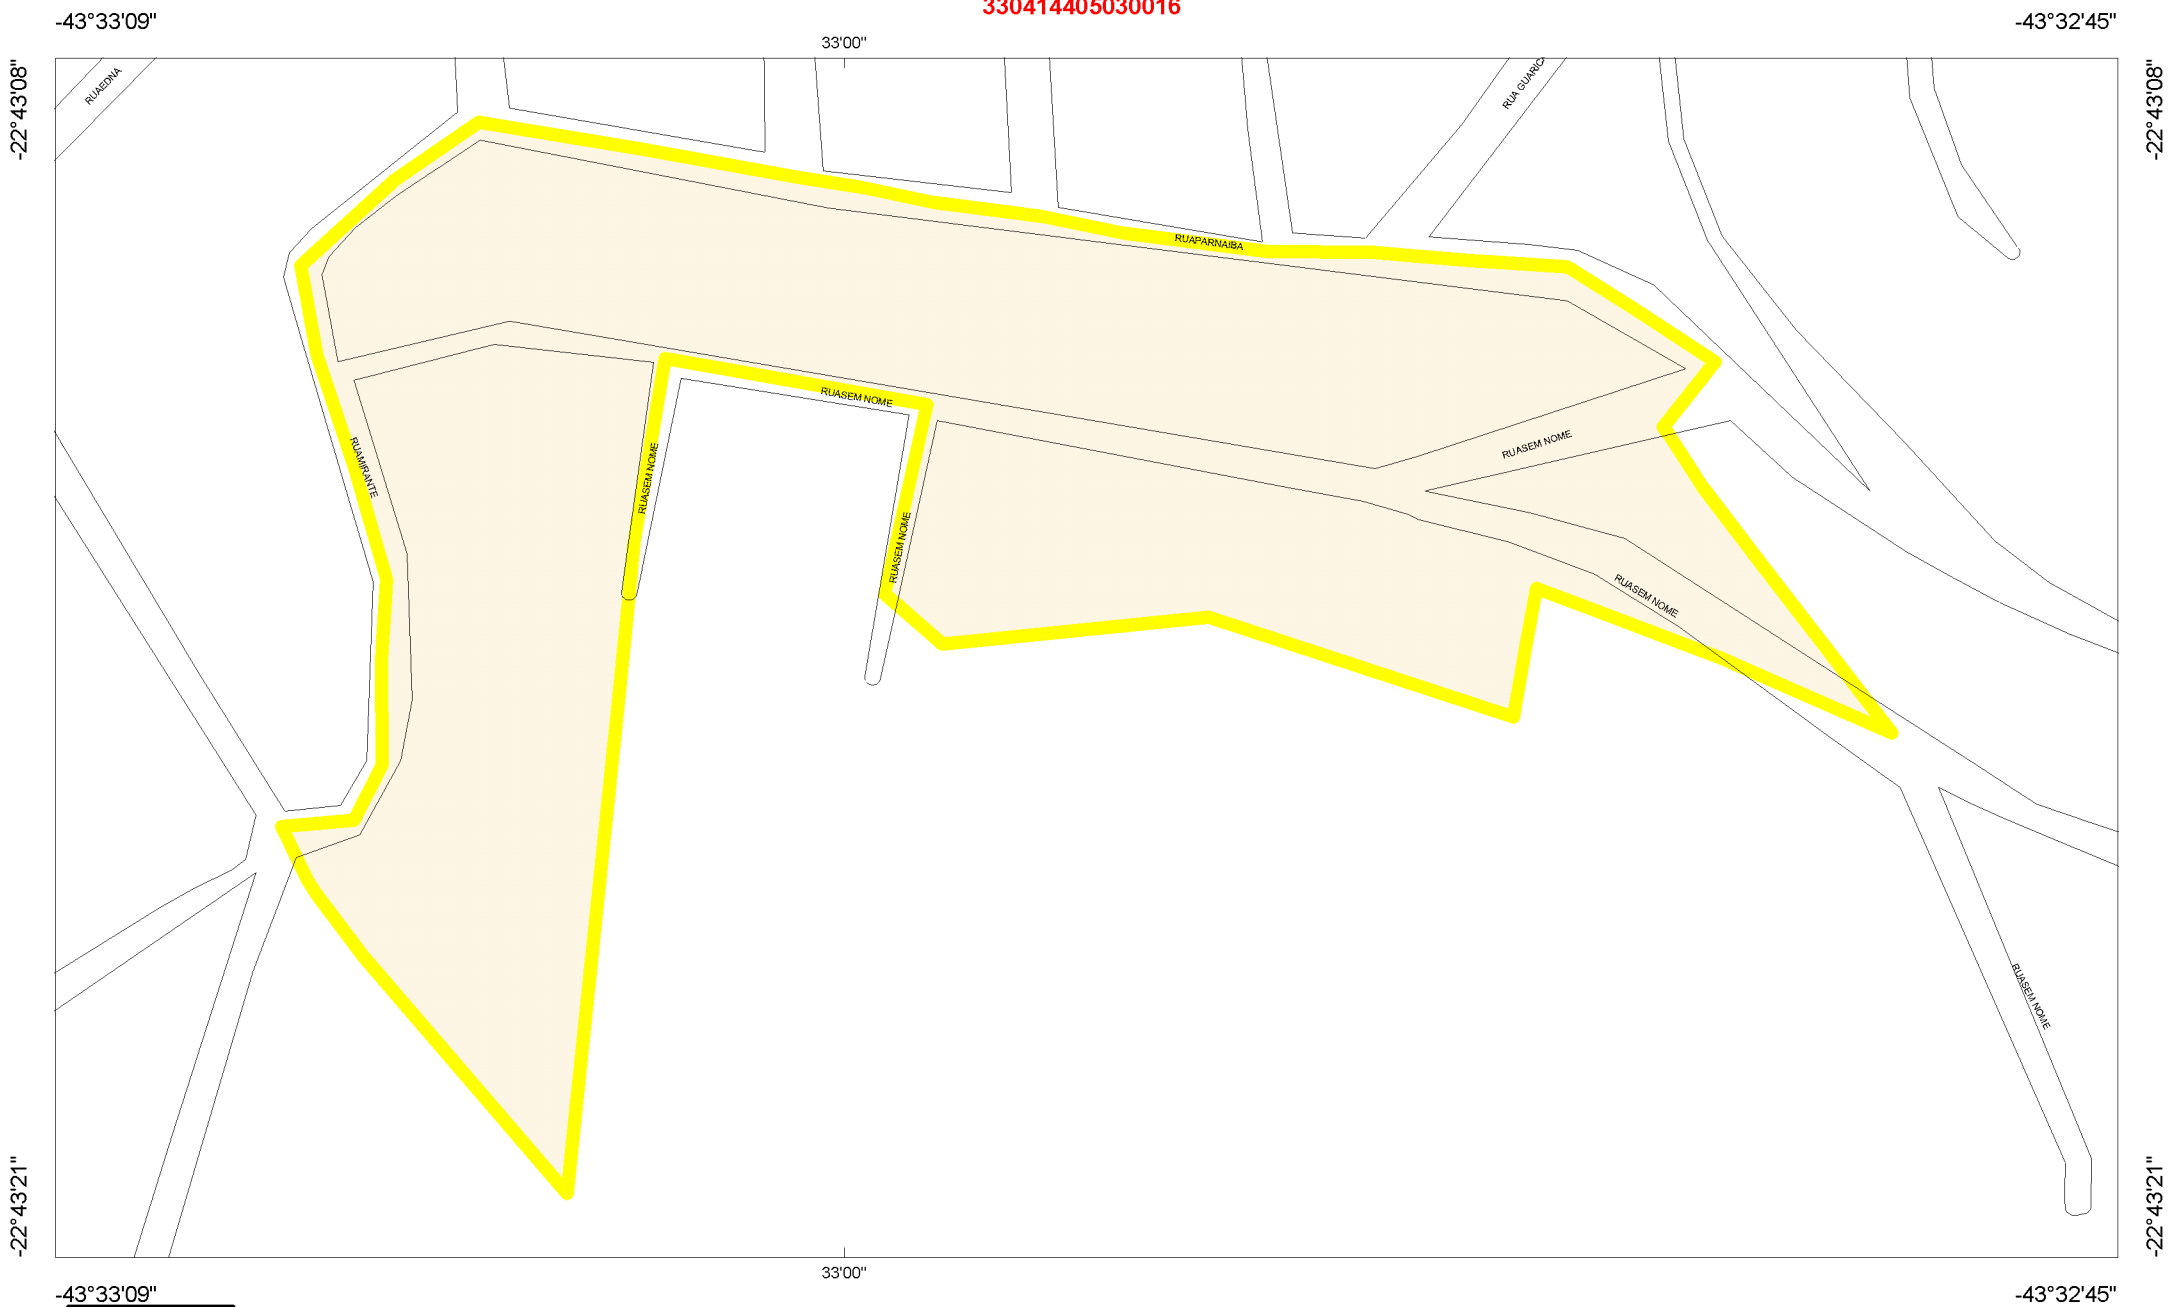 330414405030016
-43°33'09"
-43°32'45"
33'00"
-22°43'08"
-22°43'08"
RUAEDNA
RUA GUARICA
RUAPARNAIBA
RUASEM NOME
RUASEM NOME
RUAMIRANTE
RUASEM NOME
RUASEM NOME
RUASEM NOME
RUASEM NOME
-22°43'21"
-22°43'21"
33'00"
-43°33'09"
-43°32'45"